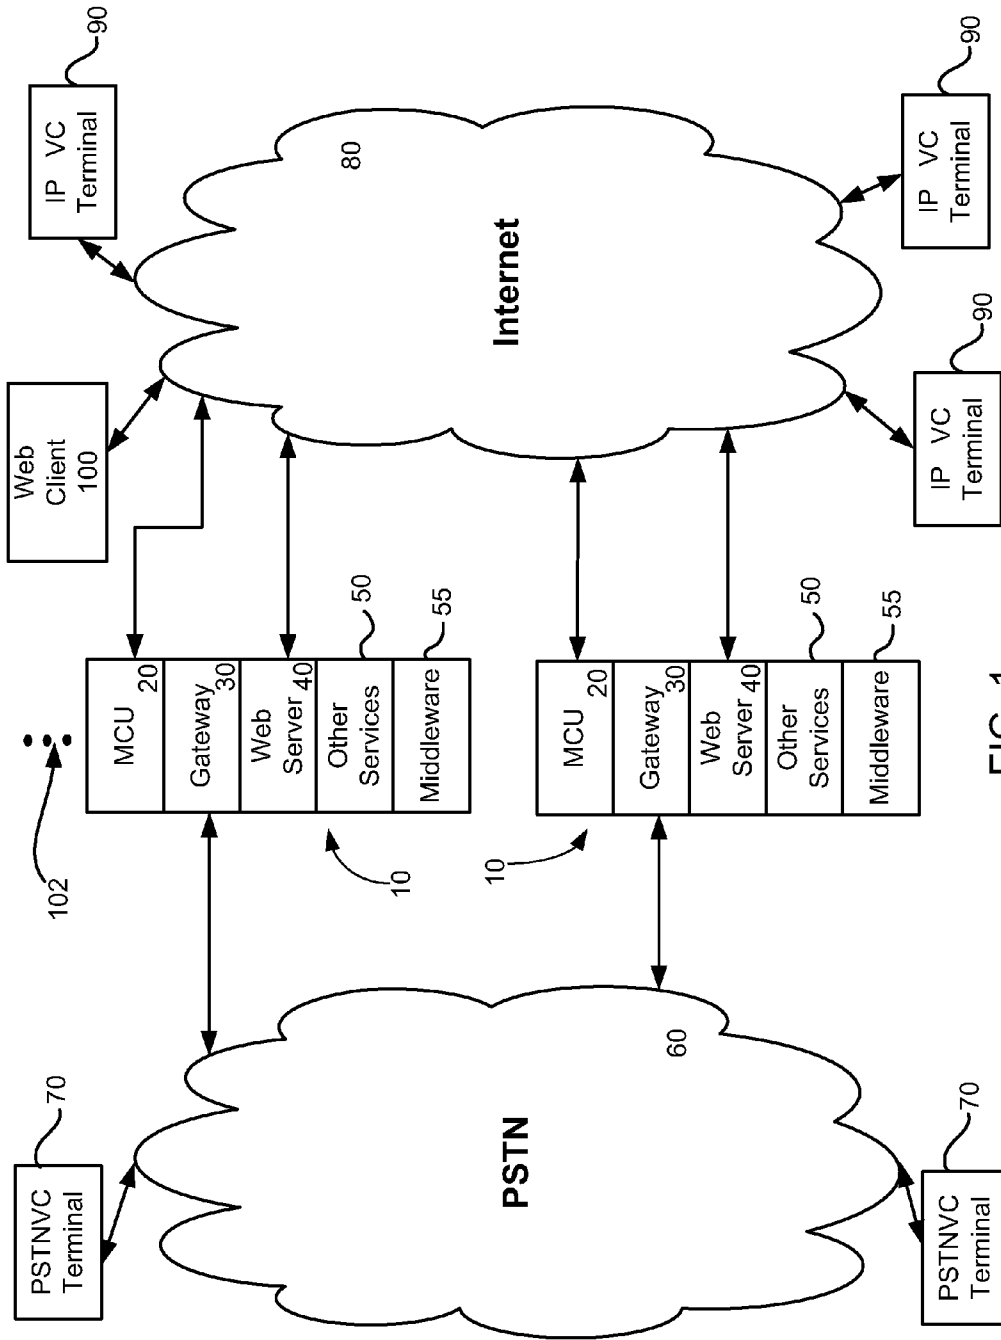 PSTNVC
Terminal
70
PSTN
60
PSTNVC
Terminal
70
102
10
10
MCU
20
Gateway
30
Web
Server
40
Other
Services
50
Middleware
55
MCU
20
Gateway
30
Web
Server
40
Other
Services
50
Middleware
55
Web
Client
100
Internet
80
IP VC
Terminal
90
IP VC
Terminal
90
IP VC
Terminal
90
FIG. 1